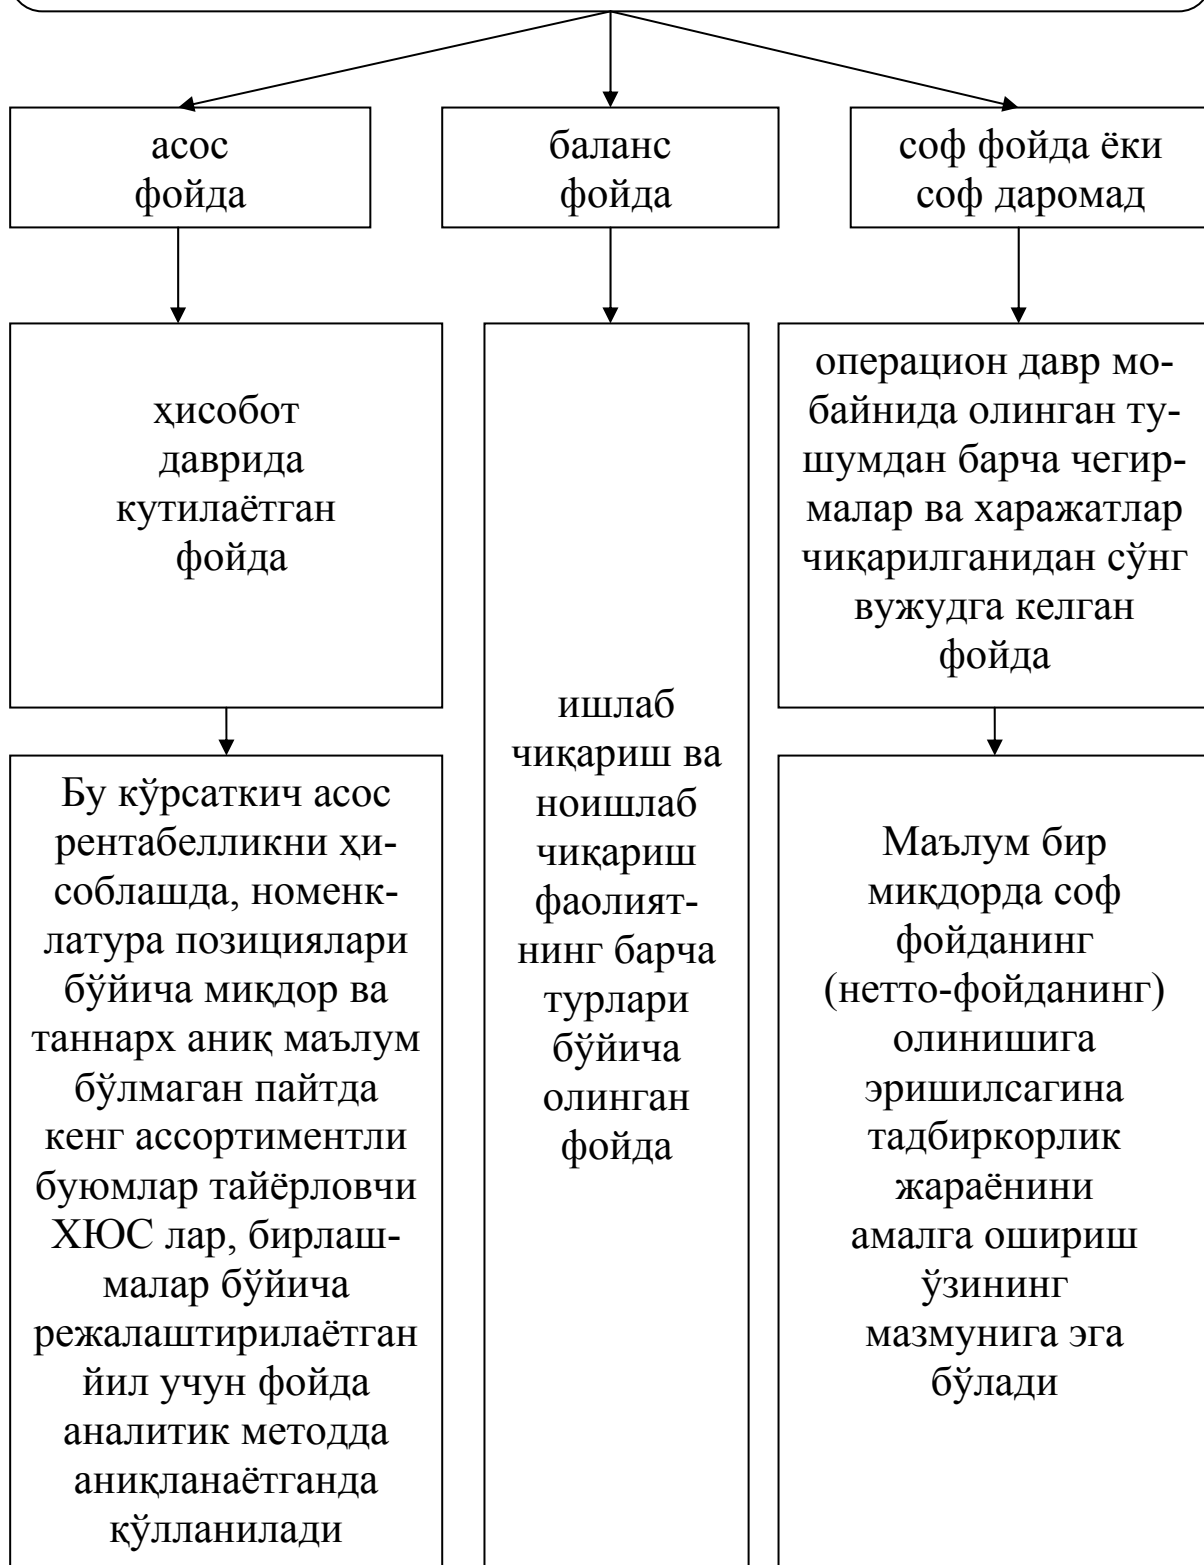 асос
фойда
баланс
фойда
соф фойда ёки
соф даромад
ҳисобот
даврида
кутилаётган
фойда
ишлаб
чиқариш ва
ноишлаб
чиқариш
фаолият-
нинг барча
турлари
бўйича
олинган
фойда
операцион давр мо-
байнида олинган ту-
шумдан барча чегир-
малар ва харажатлар
чиқарилганидан сўнг
вужудга келган
фойда
Бу кўрсаткич асос
рентабелликни ҳи-
соблашда, номенк-
латура позициялари
бўйича миқдор ва
таннарх аниқ маълум
бўлмаган пайтда
кенг ассортиментли
буюмлар тайёрловчи
ХЮС лар, бирлаш-
малар бўйича
режалаштирилаётган
йил учун фойда
аналитик методда
аниқланаётганда
қўлланилади
Маълум бир
миқдорда соф
фойданинг
(нетто-фойданинг)
олинишига
эришилсагина
тадбиркорлик
жараёнини
амалга ошириш
ўзининг
мазмунига эга
бўлади